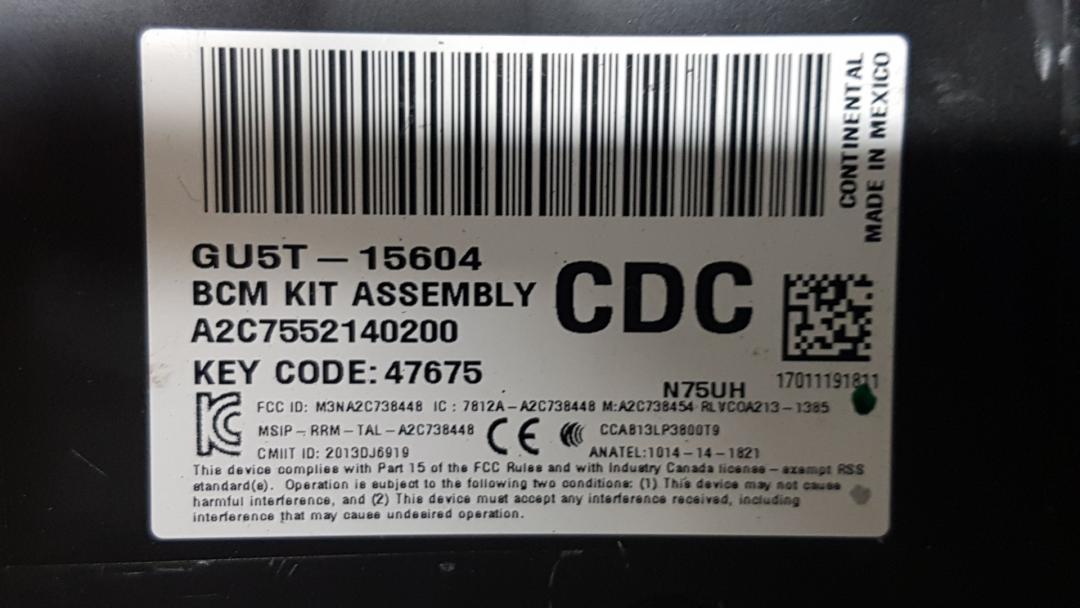 CONTINENTAL
MADE IN MEXICO
GU5T-15604
BCM KIT ASSEMBLY
CDC
A2C7552140200
KEY CODE: 47675
N75UH
17011191811
FCC ID: M3NA2C738448 IC: 7812A-A2C738448 M:A2C738454 RLVCOA213-1385
MSIP-RRM-TAL-A2C738448 CE CCAB13LP3800T9
CMIIT ID: 2013DJ6919 ANATEL:1014-14-1821
This device complies with Part 15 of the FCC Rules and with Industry Canada license-exempt RSS
standard(s). Operation is subject to the following two conditions: (1) This device may not cause
harmful interference, and (2) This device must accept any interference received, including
interference that may cause undesired operation.